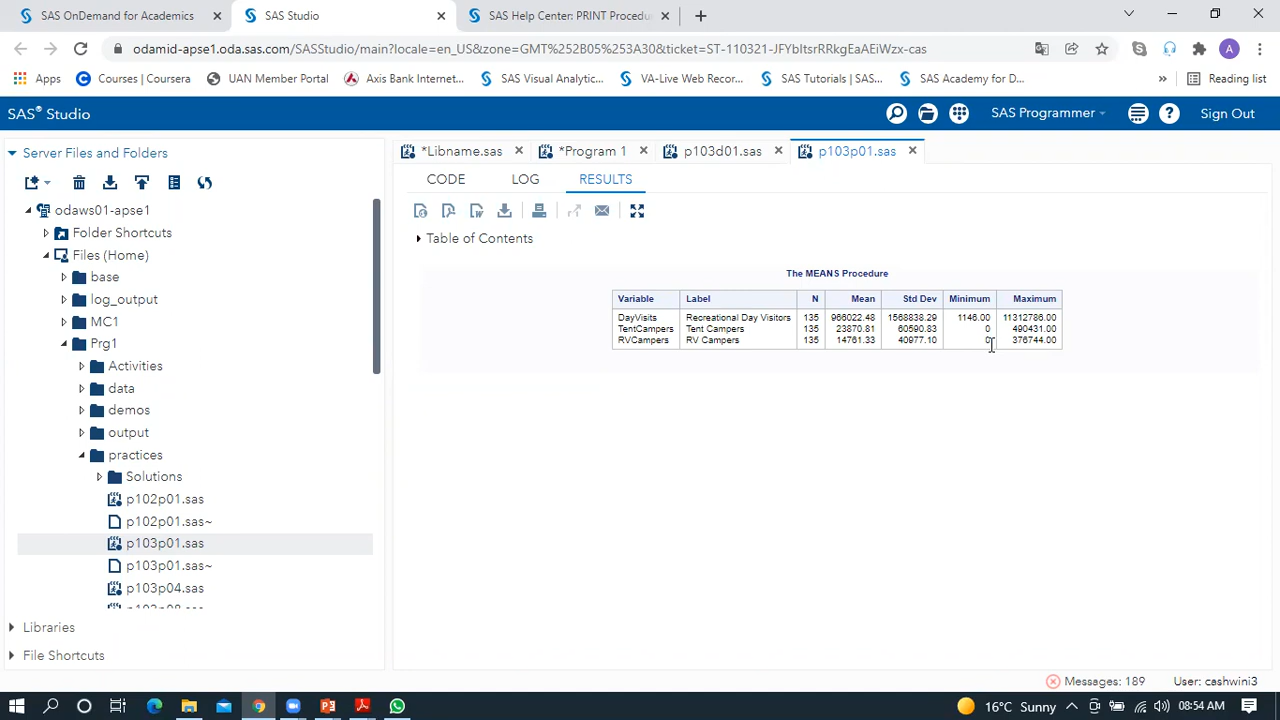 SAS OnDemand for Academics
SAS Studio
SAS Help Center: PRINT Procedu
odamid-apse1.oda.sas.com/SASStudio/main?locale=en_US&zone=GMT%252B05%253A30&ticket=ST-110321-JFYbItsrRRkgEaAEiWzx-cas
A
Apps
Courses | Coursera
UAN Member Portal
Axis Bank Internet...
SAS Visual Analytic...
VA-Live Web Recor...
SAS Tutorials | SAS...
SAS Academy for D...
»
Reading list
SAS® Studio
SAS Programmer
Sign Out
Server Files and Folders
*Libname.sas
*Program 1
p103d01.sas
p103p01.sas
CODE
LOG
RESULTS
odaws01-apse1
Folder Shortcuts
Files (Home)
base
log_output
MC1
Prg1
Activities
data
demos
output
practices
Solutions
p102p01.sas
p102p01.sas~
p103p01.sas
p103p01.sas~
p103p04.sas
Libraries
File Shortcuts
Table of Contents
The MEANS Procedure
Variable Label N Mean Std Dev Minimum Maximum
DayVisits Recreational Day Visitors 135 966022.48 1568838.29 1146.00 11312786.00
TentCampers Tent Campers 135 23870.81 60590.83 0 490431.00
RVCampers RV Campers 135 14761.33 40977.10 0 376744.00
Messages: 189
User: cashwini3
16°C Sunny
08:54 AM